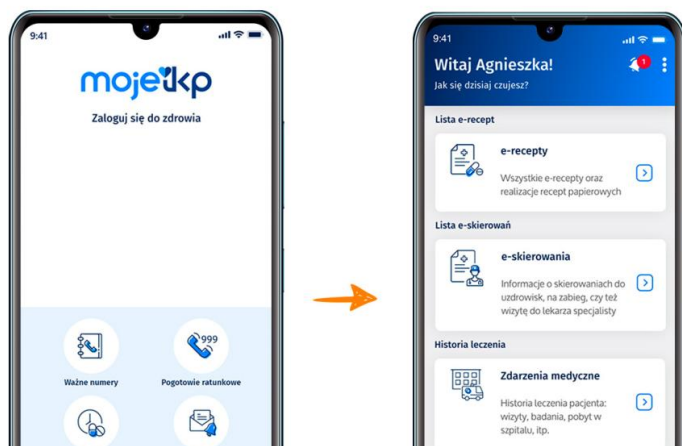 9:41
mojeikp
Zaloguj się do zdrowia
999
Ważne numery
Pogotowie ratunkowe
9:41
Witaj Agnieszka!
1
Jak się dzisiaj czujesz?
Lista e-recept
e-recepty
Wszystkie e-recepty oraz
realizacje recept papierowych
Lista e-skierowań
e-skierowania
Informacje o skierowaniach do
uzdrowisk, na zabieg, czy też
wizytę do lekarza specjalisty
Historia leczenia
Zdarzenia medyczne
Historia leczenia pacjenta:
wizyty, badania, pobyt w
szpitalu, itp.